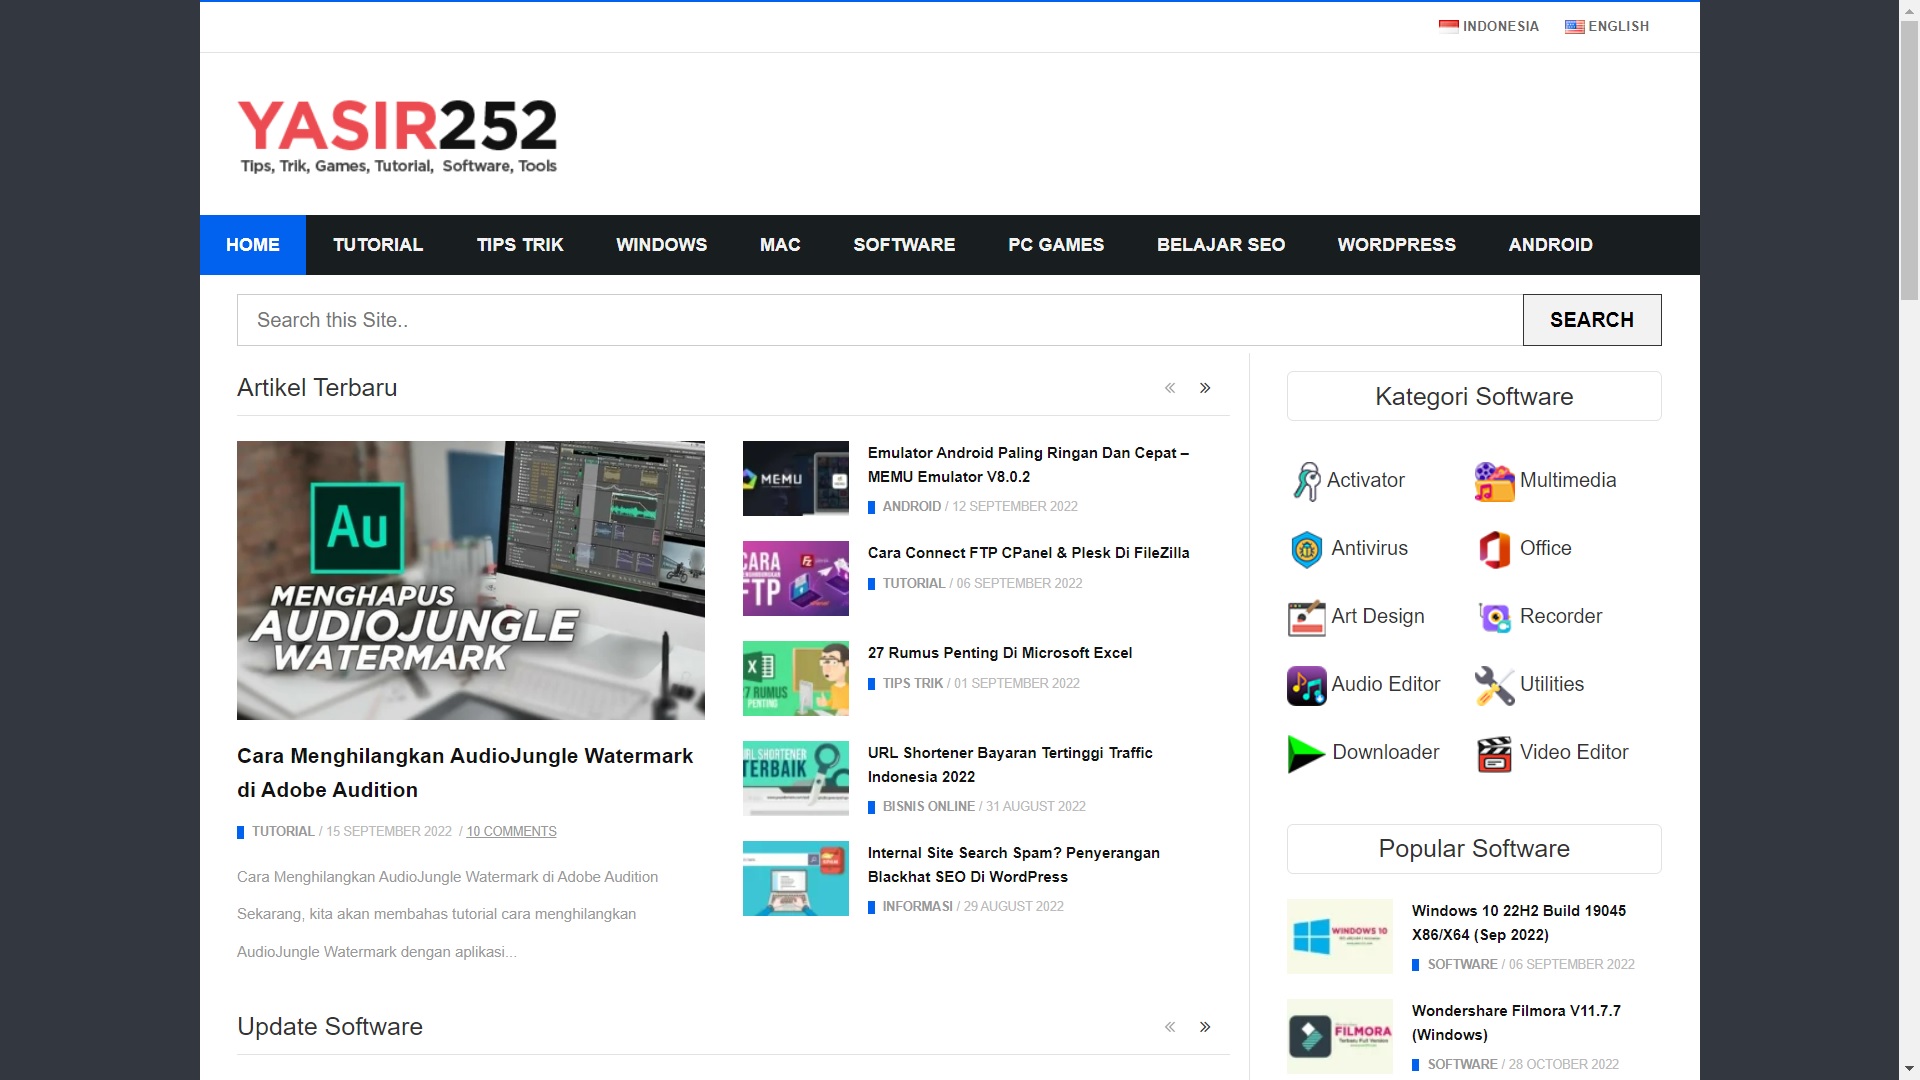 INDONESIA
ENGLISH
YASIR252
Tips, Trik, Games, Tutorial, Software, Tools
HOME
TUTORIAL
TIPS TRIK
WINDOWS
MAC
SOFTWARE
PC GAMES
BELAJAR SEO
WORDPRESS
ANDROID
Search this Site..
SEARCH
Artikel Terbaru
« »
Au
MENGHAPUS
AUDIOJUNGLE
WATERMARK
Cara Menghilangkan AudioJungle Watermark
di Adobe Audition
TUTORIAL / 15 SEPTEMBER 2022 / 10 COMMENTS
Cara Menghilangkan AudioJungle Watermark di Adobe Audition
Sekarang, kita akan membahas tutorial cara menghilangkan
AudioJungle Watermark dengan aplikasi...
MEMU
Emulator Android Paling Ringan Dan Cepat –
MEMU Emulator V8.0.2
ANDROID / 12 SEPTEMBER 2022
CARA
FTP
Fz
Cara Connect FTP CPanel & Plesk Di FileZilla
TUTORIAL / 06 SEPTEMBER 2022
X
27 RUMUS
PENTING
27 Rumus Penting Di Microsoft Excel
TIPS TRIK / 01 SEPTEMBER 2022
URL SHORTENER
TERBAIK
URL Shortener Bayaran Tertinggi Traffic
Indonesia 2022
BISNIS ONLINE / 31 AUGUST 2022
Internal Site Search Spam? Penyerangan
Blackhat SEO Di WordPress
INFORMASI / 29 AUGUST 2022
Update Software
« »
Kategori Software
Activator
Multimedia
Antivirus
Office
Art Design
Recorder
Audio Editor
Utilities
Downloader
Video Editor
Popular Software
WINDOWS 10
Windows 10 22H2 Build 19045
X86/X64 (Sep 2022)
SOFTWARE / 06 SEPTEMBER 2022
FILMORA
Terbaru Full Version
Wondershare Filmora V11.7.7
(Windows)
SOFTWARE / 28 OCTOBER 2022